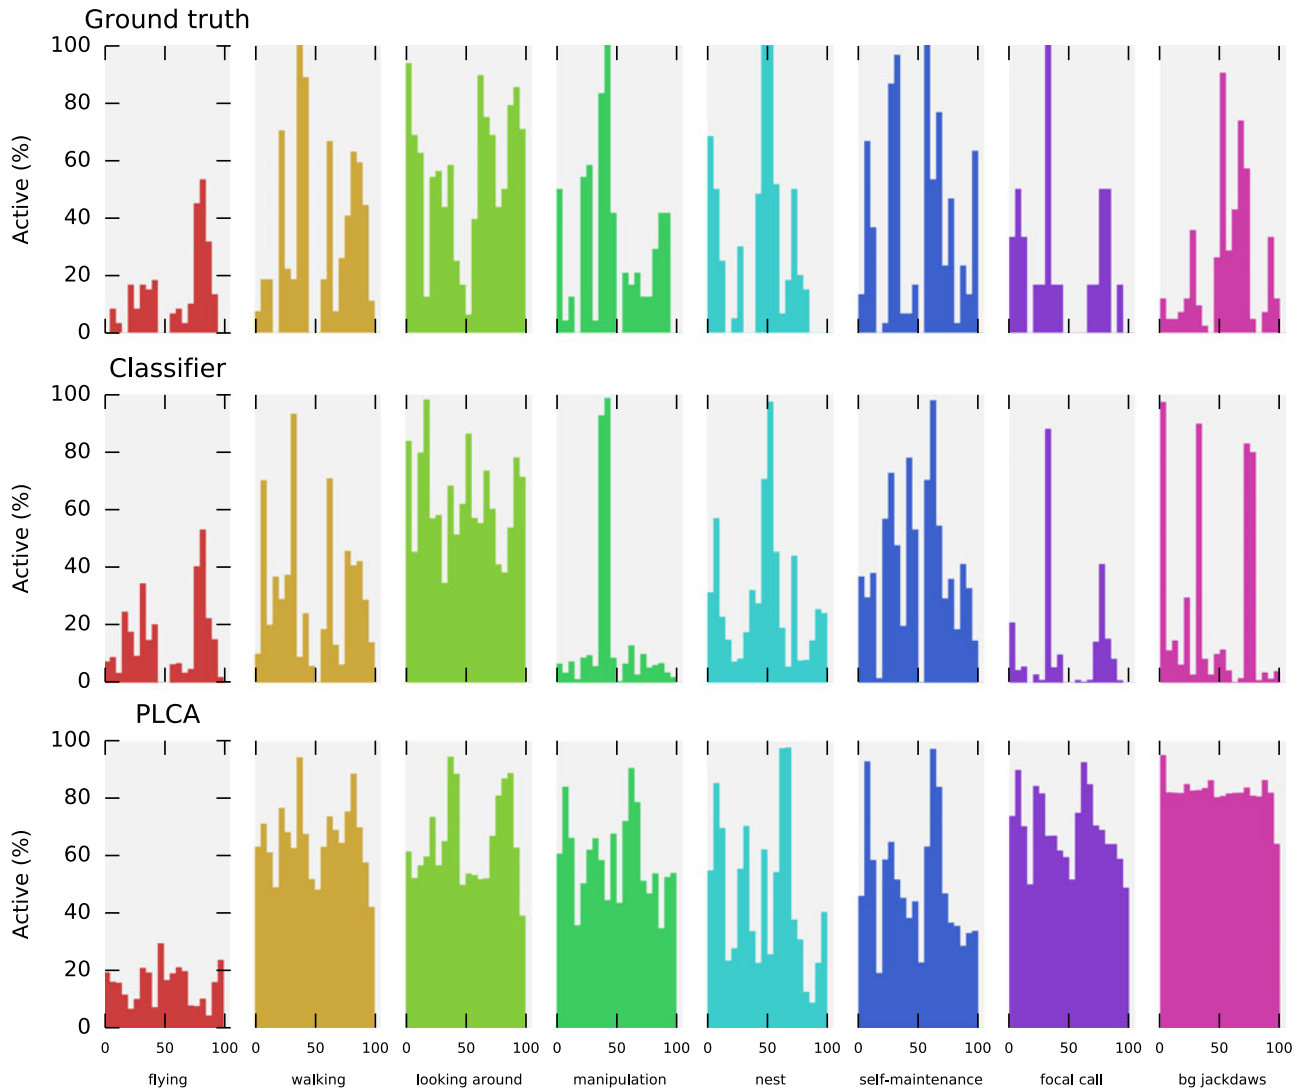 Ground truth
100
80
60
40
20
0
Active (%)
Classifier
100
80
60
40
20
0
Active (%)
PLCA
100
80
60
40
20
0
Active (%)
0 50 100 0 50 100 0 50 100 0 50 100 0 50 100 0 50 100 0 50 100 0 50 100
flying walking looking around manipulation nest self-maintenance focal call bg jackdaws